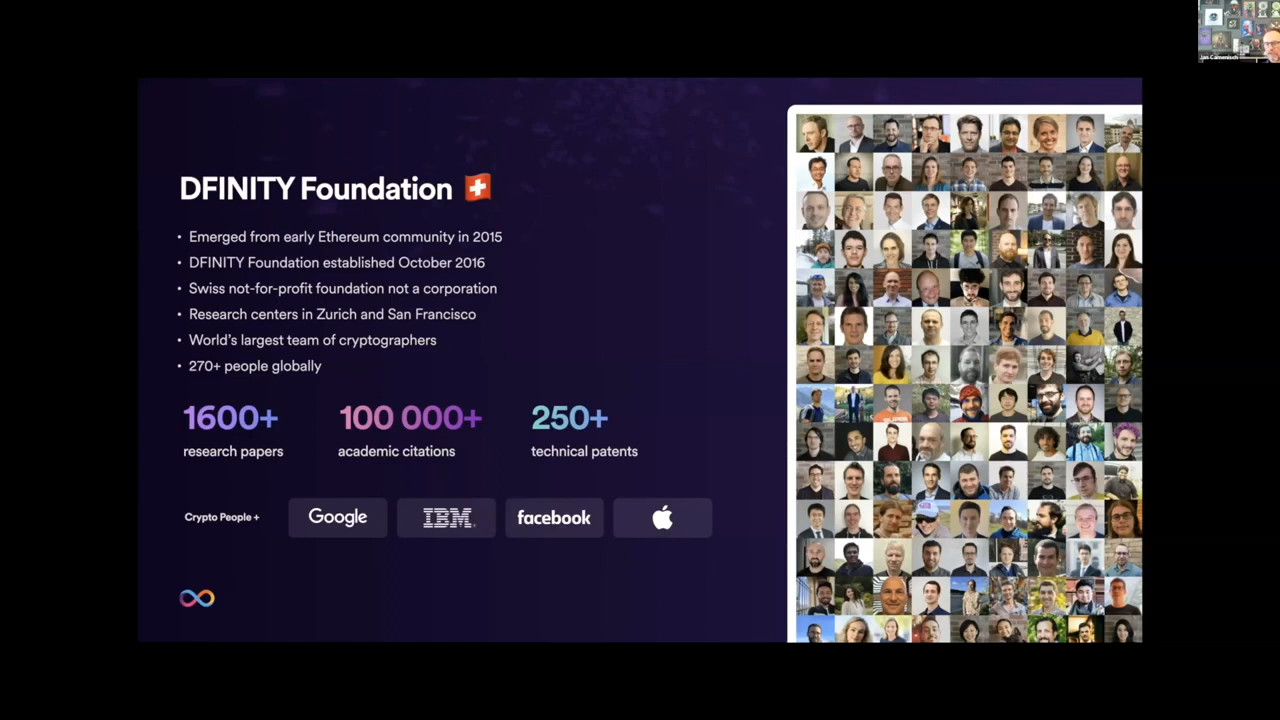 Jan Camenisch
DFINITY Foundation
• Emerged from early Ethereum community in 2015
• DFINITY Foundation established October 2016
• Swiss not-for-profit foundation not a corporation
• Research centers in Zurich and San Francisco
• World's largest team of cryptographers
• 270+ people globally
1600+ 100 000+ 250+
research papers academic citations technical patents
Crypto People + Google IBM facebook